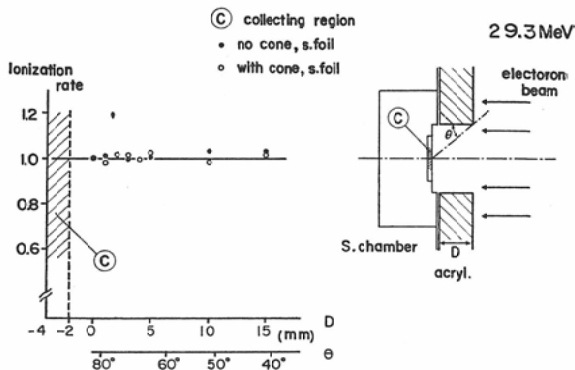 Ⓒ collecting region
• no cone, s.foil
○ with cone, s.foil
29.3MeV
Ionization
rate
1.2
1.0
0.8
0.6
C
-4 -2 0 5 10 15 (mm) D
80° 60° 50° 40° θ
electoron
beam
C
θ
S. chamber
D
acryl.